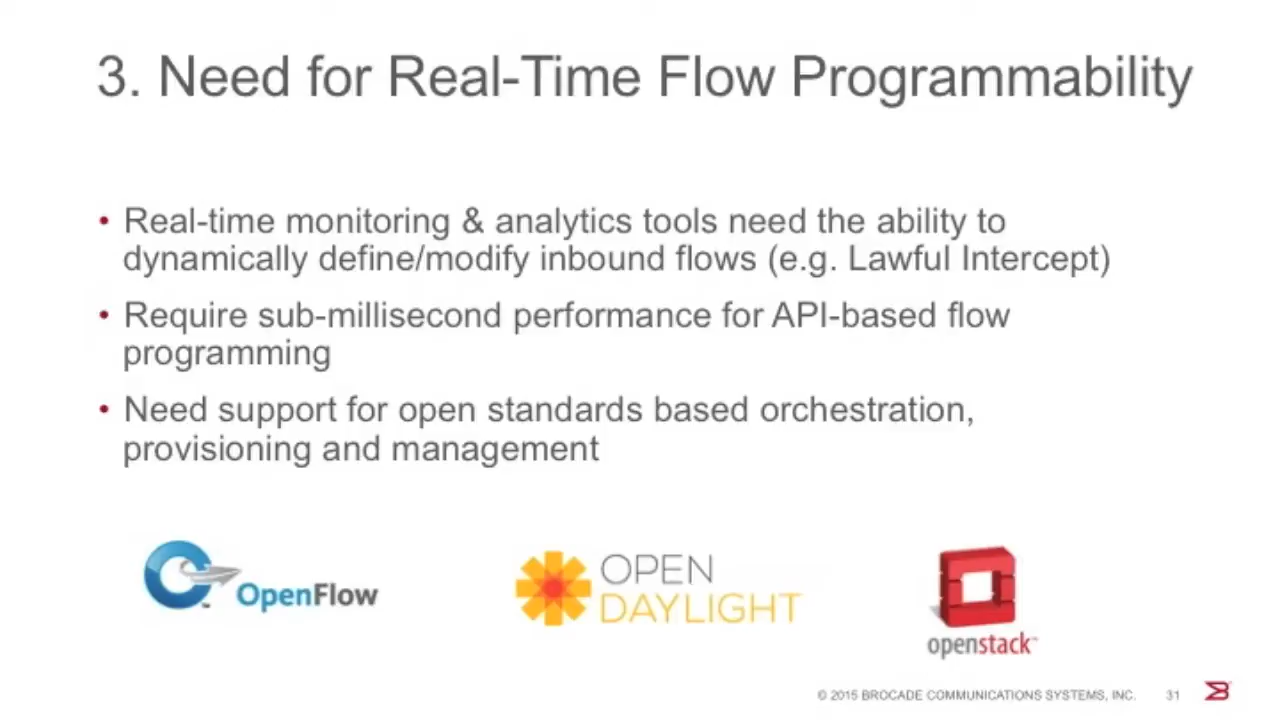 3. Need for Real-Time Flow Programmability
• Real-time monitoring & analytics tools need the ability to
dynamically define/modify inbound flows (e.g. Lawful Intercept)
• Require sub-millisecond performance for API-based flow
programming
• Need support for open standards based orchestration,
provisioning and management
OpenFlow
OPEN
DAYLIGHT
openstack™
© 2015 BROCADE COMMUNICATIONS SYSTEMS, INC. 31